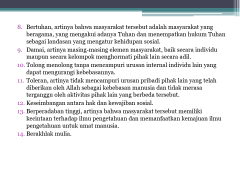 8. Bertuhan, artinya bahwa masyarakat tersebut adalah masyarakat yang
beragama, yang mengakui adanya Tuhan dan menempatkan hukum Tuhan
sebagai landasan yang mengatur kehidupan sosial.
9. Damai, artinya masing-masing elemen masyarakat, baik secara individu
maupun secara kelompok menghormati pihak lain secara adil.
10. Tolong menolong tanpa mencampuri urusan internal individu lain yang
dapat mengurangi kebebasannya.
11. Toleran, artinya tidak mencampuri urusan pribadi pihak lain yang telah
diberikan oleh Allah sebagai kebebasan manusia dan tidak merasa
terganggu oleh aktivitas pihak lain yang berbeda tersebut.
12. Keseimbangan antara hak dan kewajiban sosial.
13. Berperadaban tinggi, artinya bahwa masyarakat tersebut memiliki
kecintaan terhadap ilmu pengetahuan dan memanfaatkan kemajuan ilmu
pengetahuan untuk umat manusia.
14. Berakhlak mulia.